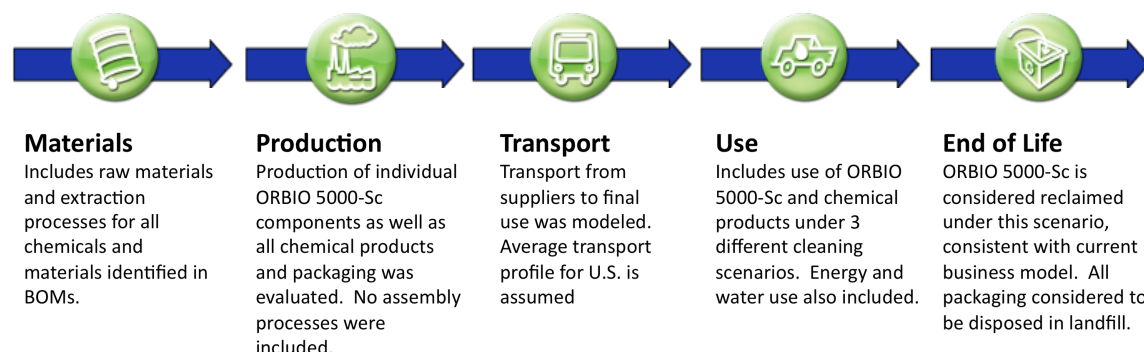 Materials
Includes raw materials
and extraction
processes for all
chemicals and
materials identified in
BOMs.
Production
Production of individual
ORBIO 5000-Sc
components as well as
all chemical products
and packaging was
evaluated.  No assembly
processes were
included.
Transport
Transport from
suppliers to final
use was modeled.
Average transport
profile for U.S. is
assumed
Use
Includes use of ORBIO
5000-Sc and chemical
products under 3
different cleaning
scenarios.  Energy and
water use also included.
End of Life
ORBIO 5000-Sc is
considered reclaimed
under this scenario,
consistent with current
business model.  All
packaging considered to
be disposed in landfill.